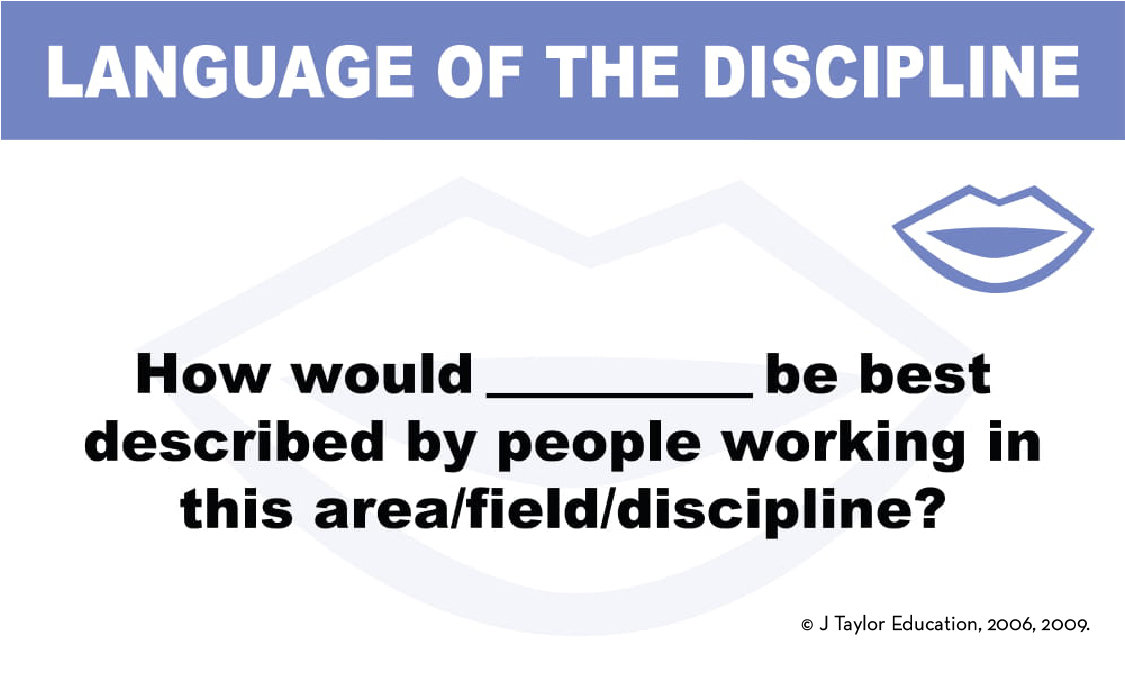 LANGUAGE OF THE DISCIPLINE
How would __________ be best
described by people working in
this area/field/discipline?
© J Taylor Education, 2006, 2009.